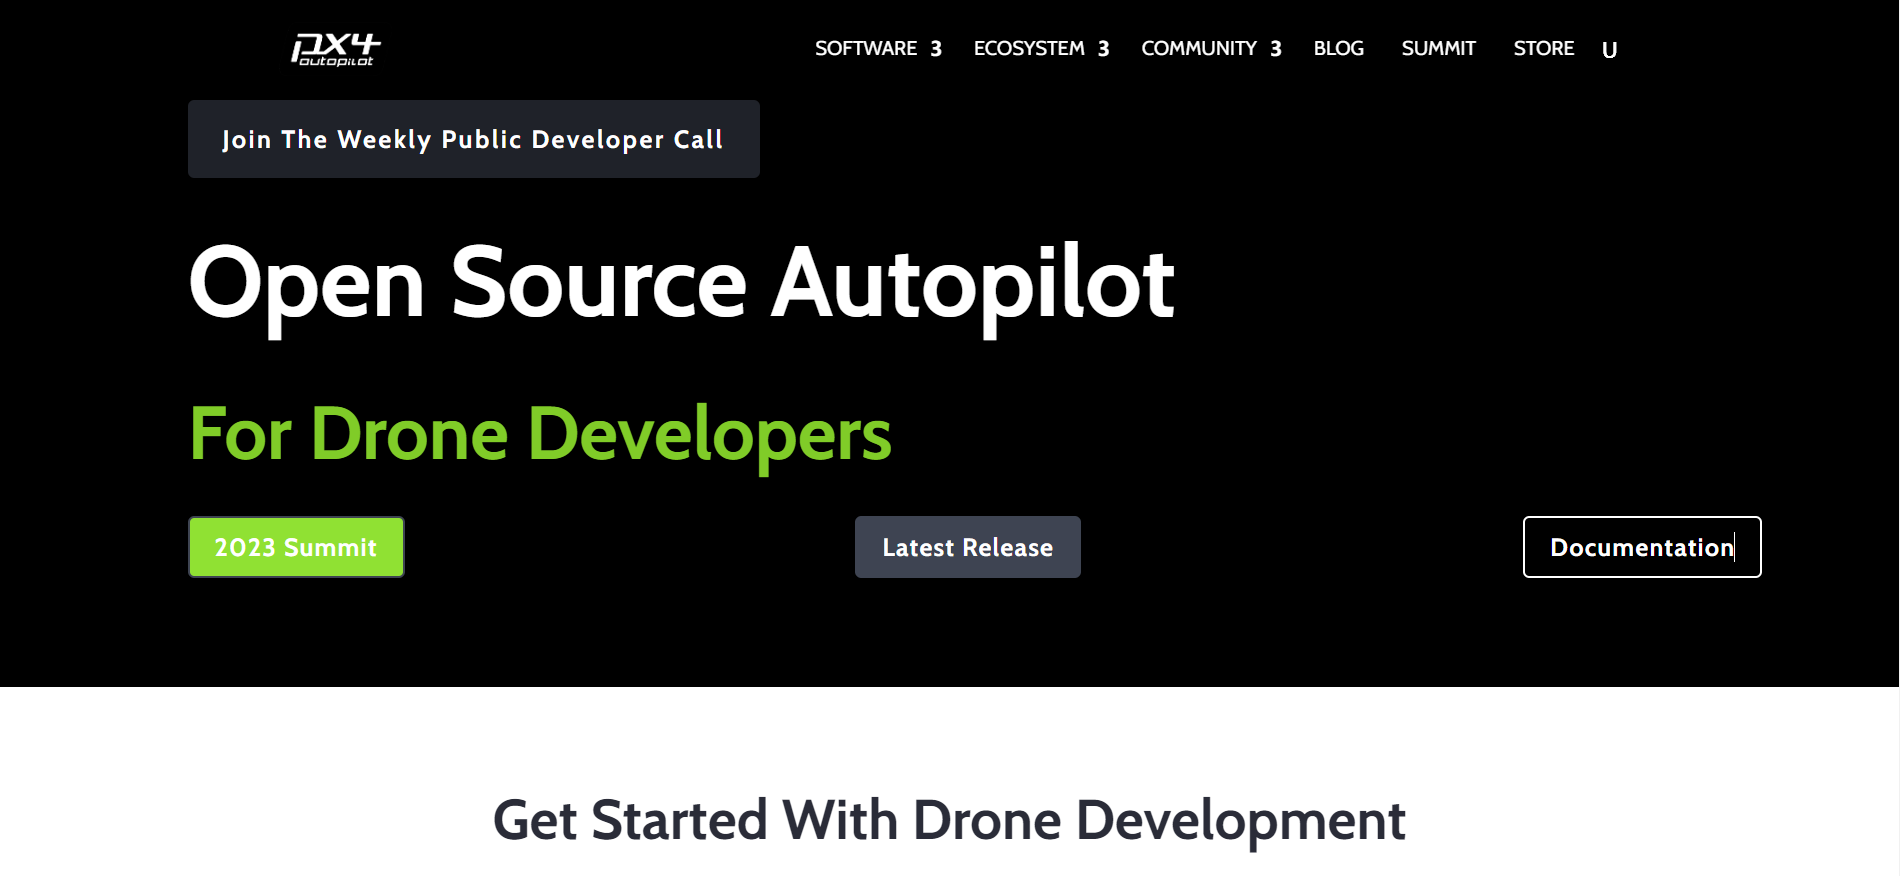 px4
autopilot
SOFTWARE 3 ECOSYSTEM 3 COMMUNITY 3 BLOG SUMMIT STORE U
Join The Weekly Public Developer Call
Open Source Autopilot
For Drone Developers
2023 Summit
Latest Release
Documentation
Get Started With Drone Development